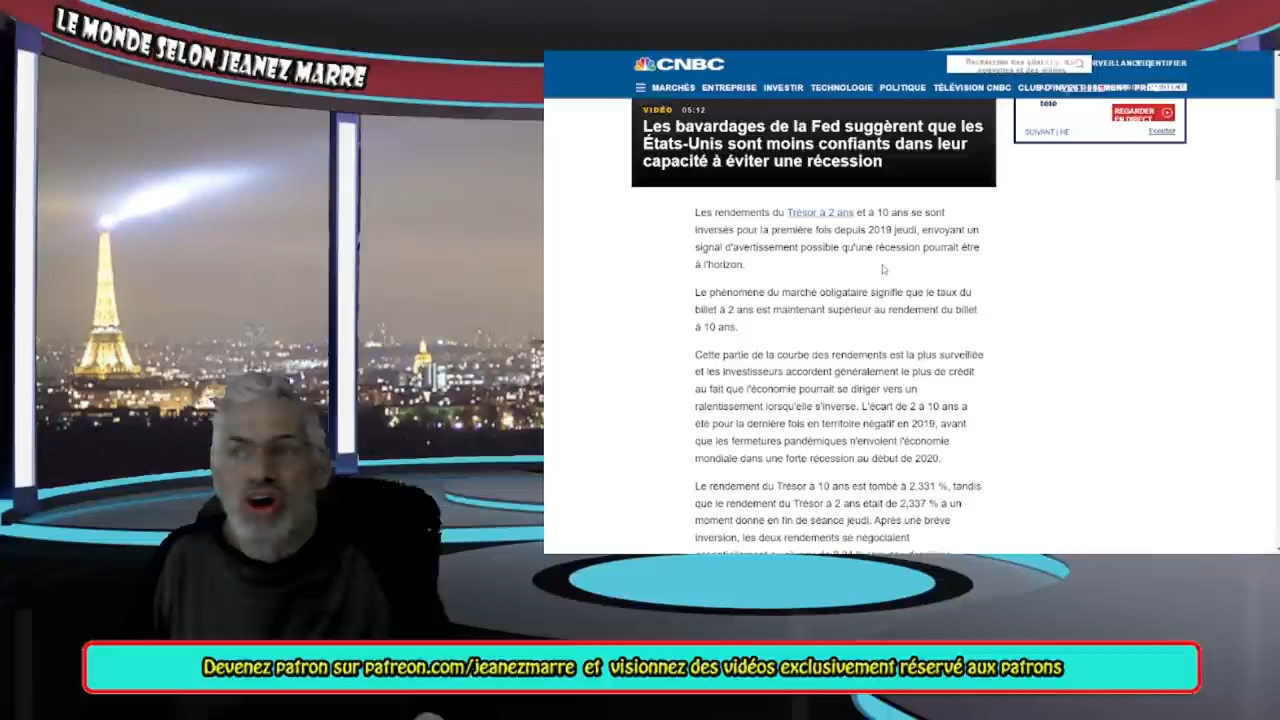 LE MONDE SELON JEANEZ MARRE
CNBC
MARCHÉS ENTREPRISE INVESTIR TECHNOLOGIE POLITIQUE TÉLÉVISION CNBC
VIDÉO 05:12
Les bavardages de la Fed suggèrent que les
États-Unis sont moins confiants dans leur
capacité à éviter une récession
télé
REGARDER
EN DIRECT
SUIVANT | HE
Écoutez
Les rendements du Trésor à 2 ans et à 10 ans se sont
inversés pour la première fois depuis 2019 jeudi, envoyant un
signal d'avertissement possible qu'une récession pourrait être
à l'horizon.
Le phénomène du marché obligataire signifie que le taux du
billet à 2 ans est maintenant supérieur au rendement du billet
à 10 ans.
Cette partie de la courbe des rendements est la plus surveillée
et les investisseurs accordent généralement le plus de crédit
au fait que l'économie pourrait se diriger vers un
ralentissement lorsqu'elle s'inverse. L'écart de 2 à 10 ans a
été pour la dernière fois en territoire négatif en 2019, avant
que les fermetures pandémiques n'envoient l'économie
mondiale dans une forte récession au début de 2020.
Le rendement du Trésor à 10 ans est tombé à 2,331 %, tandis
que le rendement du Trésor à 2 ans était de 2,337 % à un
moment donné en fin de séance jeudi. Après une brève
inversion, les deux rendements se négociaient
Devenez patron sur patreon.com/jeanezmarre et visionnez des vidéos exclusivement réservé aux patrons